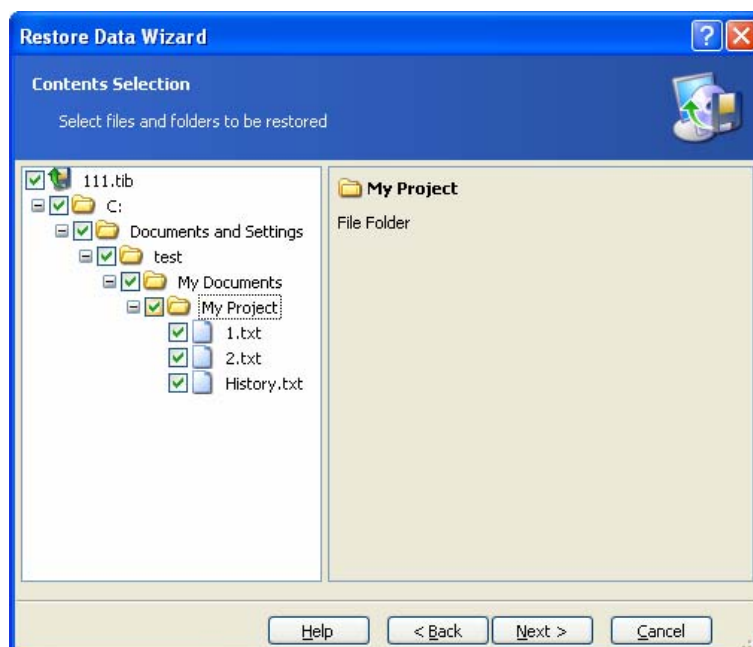 Restore Data Wizard
Contents Selection
Select files and folders to be restored
111.tib
C:
Documents and Settings
test
My Documents
My Project
1.txt
2.txt
History.txt
My Project
File Folder
Help
< Back
Next >
Cancel